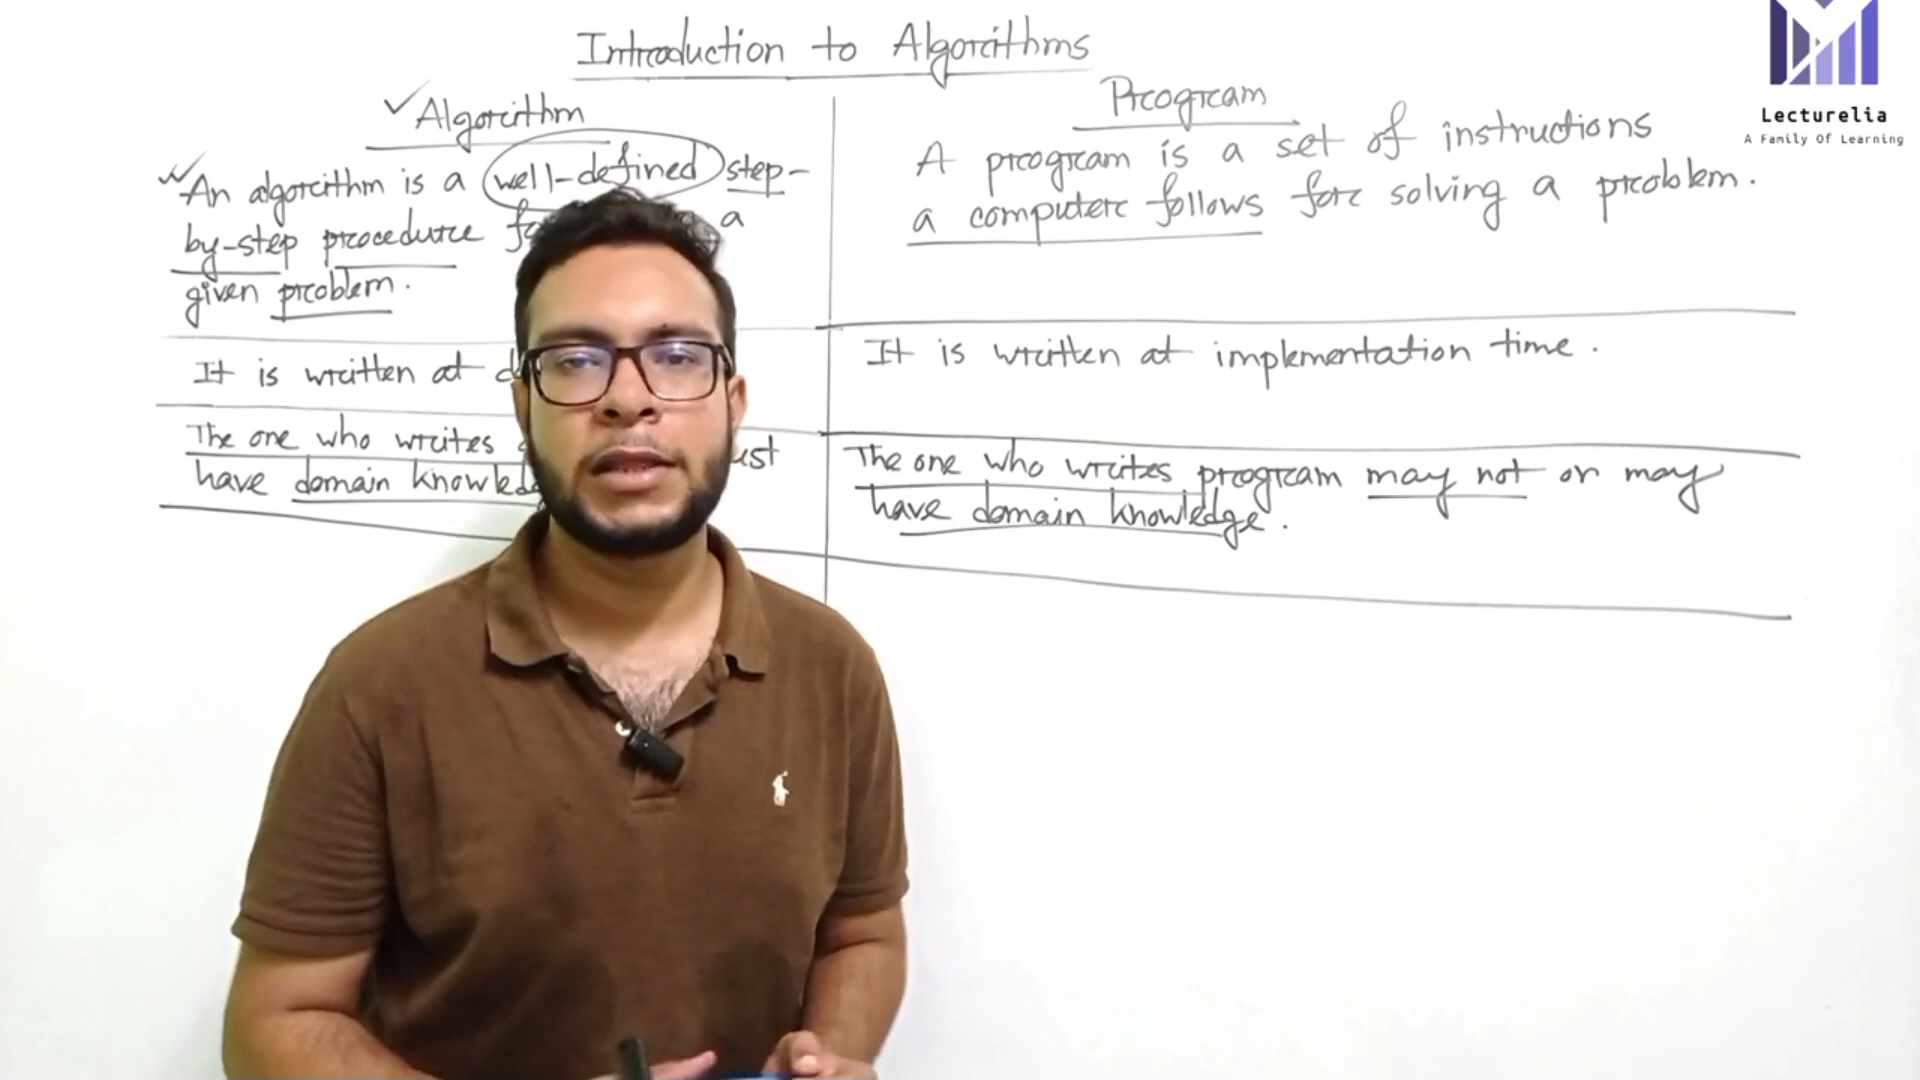 Introduction to Algorithms
Lecturelia
A Family Of Learning
Algorithm
An algorithm is a well-defined step-
by-step procedure a
given problem.
It is written at
The one who writes
have domain
Program
A program is a set of instructions
a computer follows for solving a problem.
It is written at implementation time.
The one who writes program may not or may
have domain knowledge.